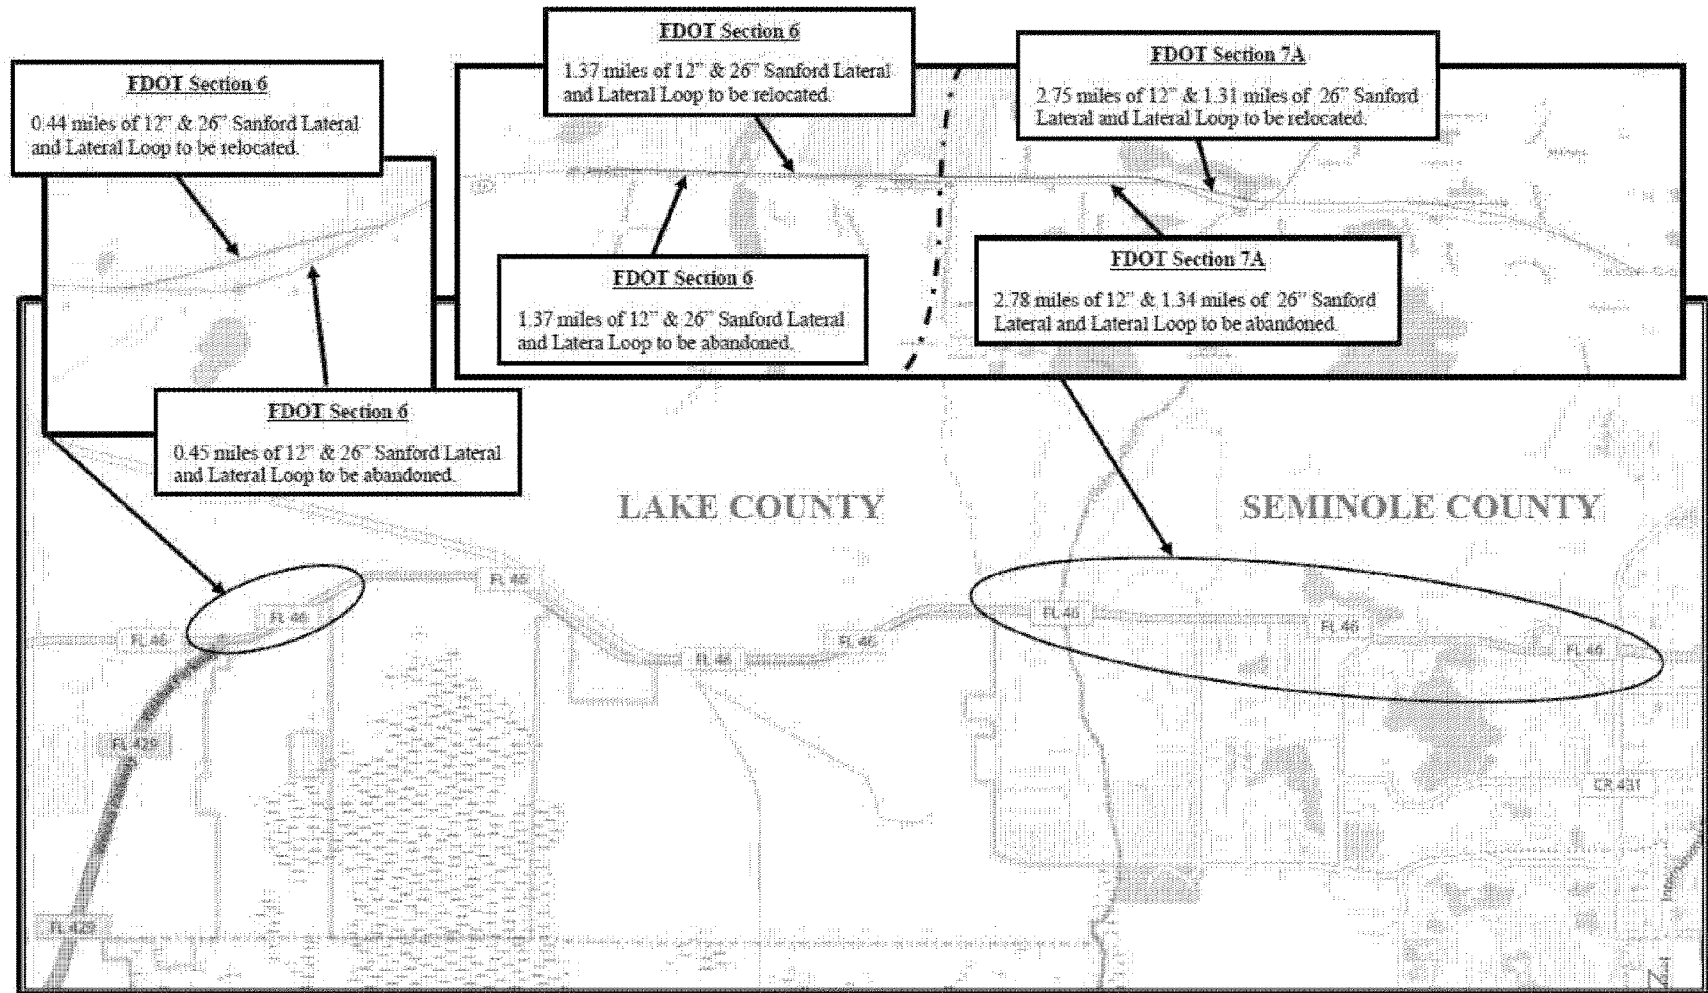 FDOT Section 6
0.44 miles of 12" & 26" Sanford Lateral
and Lateral Loop to be relocated.
FDOT Section 6
1.37 miles of 12" & 26" Sanford Lateral
and Lateral Loop to be relocated.
FDOT Section 7A
2.75 miles of 12" & 1.31 miles of 26" Sanford
Lateral and Lateral Loop to be relocated.
FDOT Section 6
1.37 miles of 12" & 26" Sanford Lateral
and Latera Loop to be abandoned.
FDOT Section 7A
2.78 miles of 12" & 1.34 miles of 26" Sanford
Lateral and Lateral Loop to be abandoned.
FDOT Section 6
0.45 miles of 12" & 26" Sanford Lateral
and Lateral Loop to be abandoned.
LAKE COUNTY
SEMINOLE COUNTY
FL 46
FL 46
FL 46
FL 46
FL 46
FL 46
FL 46
FL 46
FL 429
CR 431
FL 429